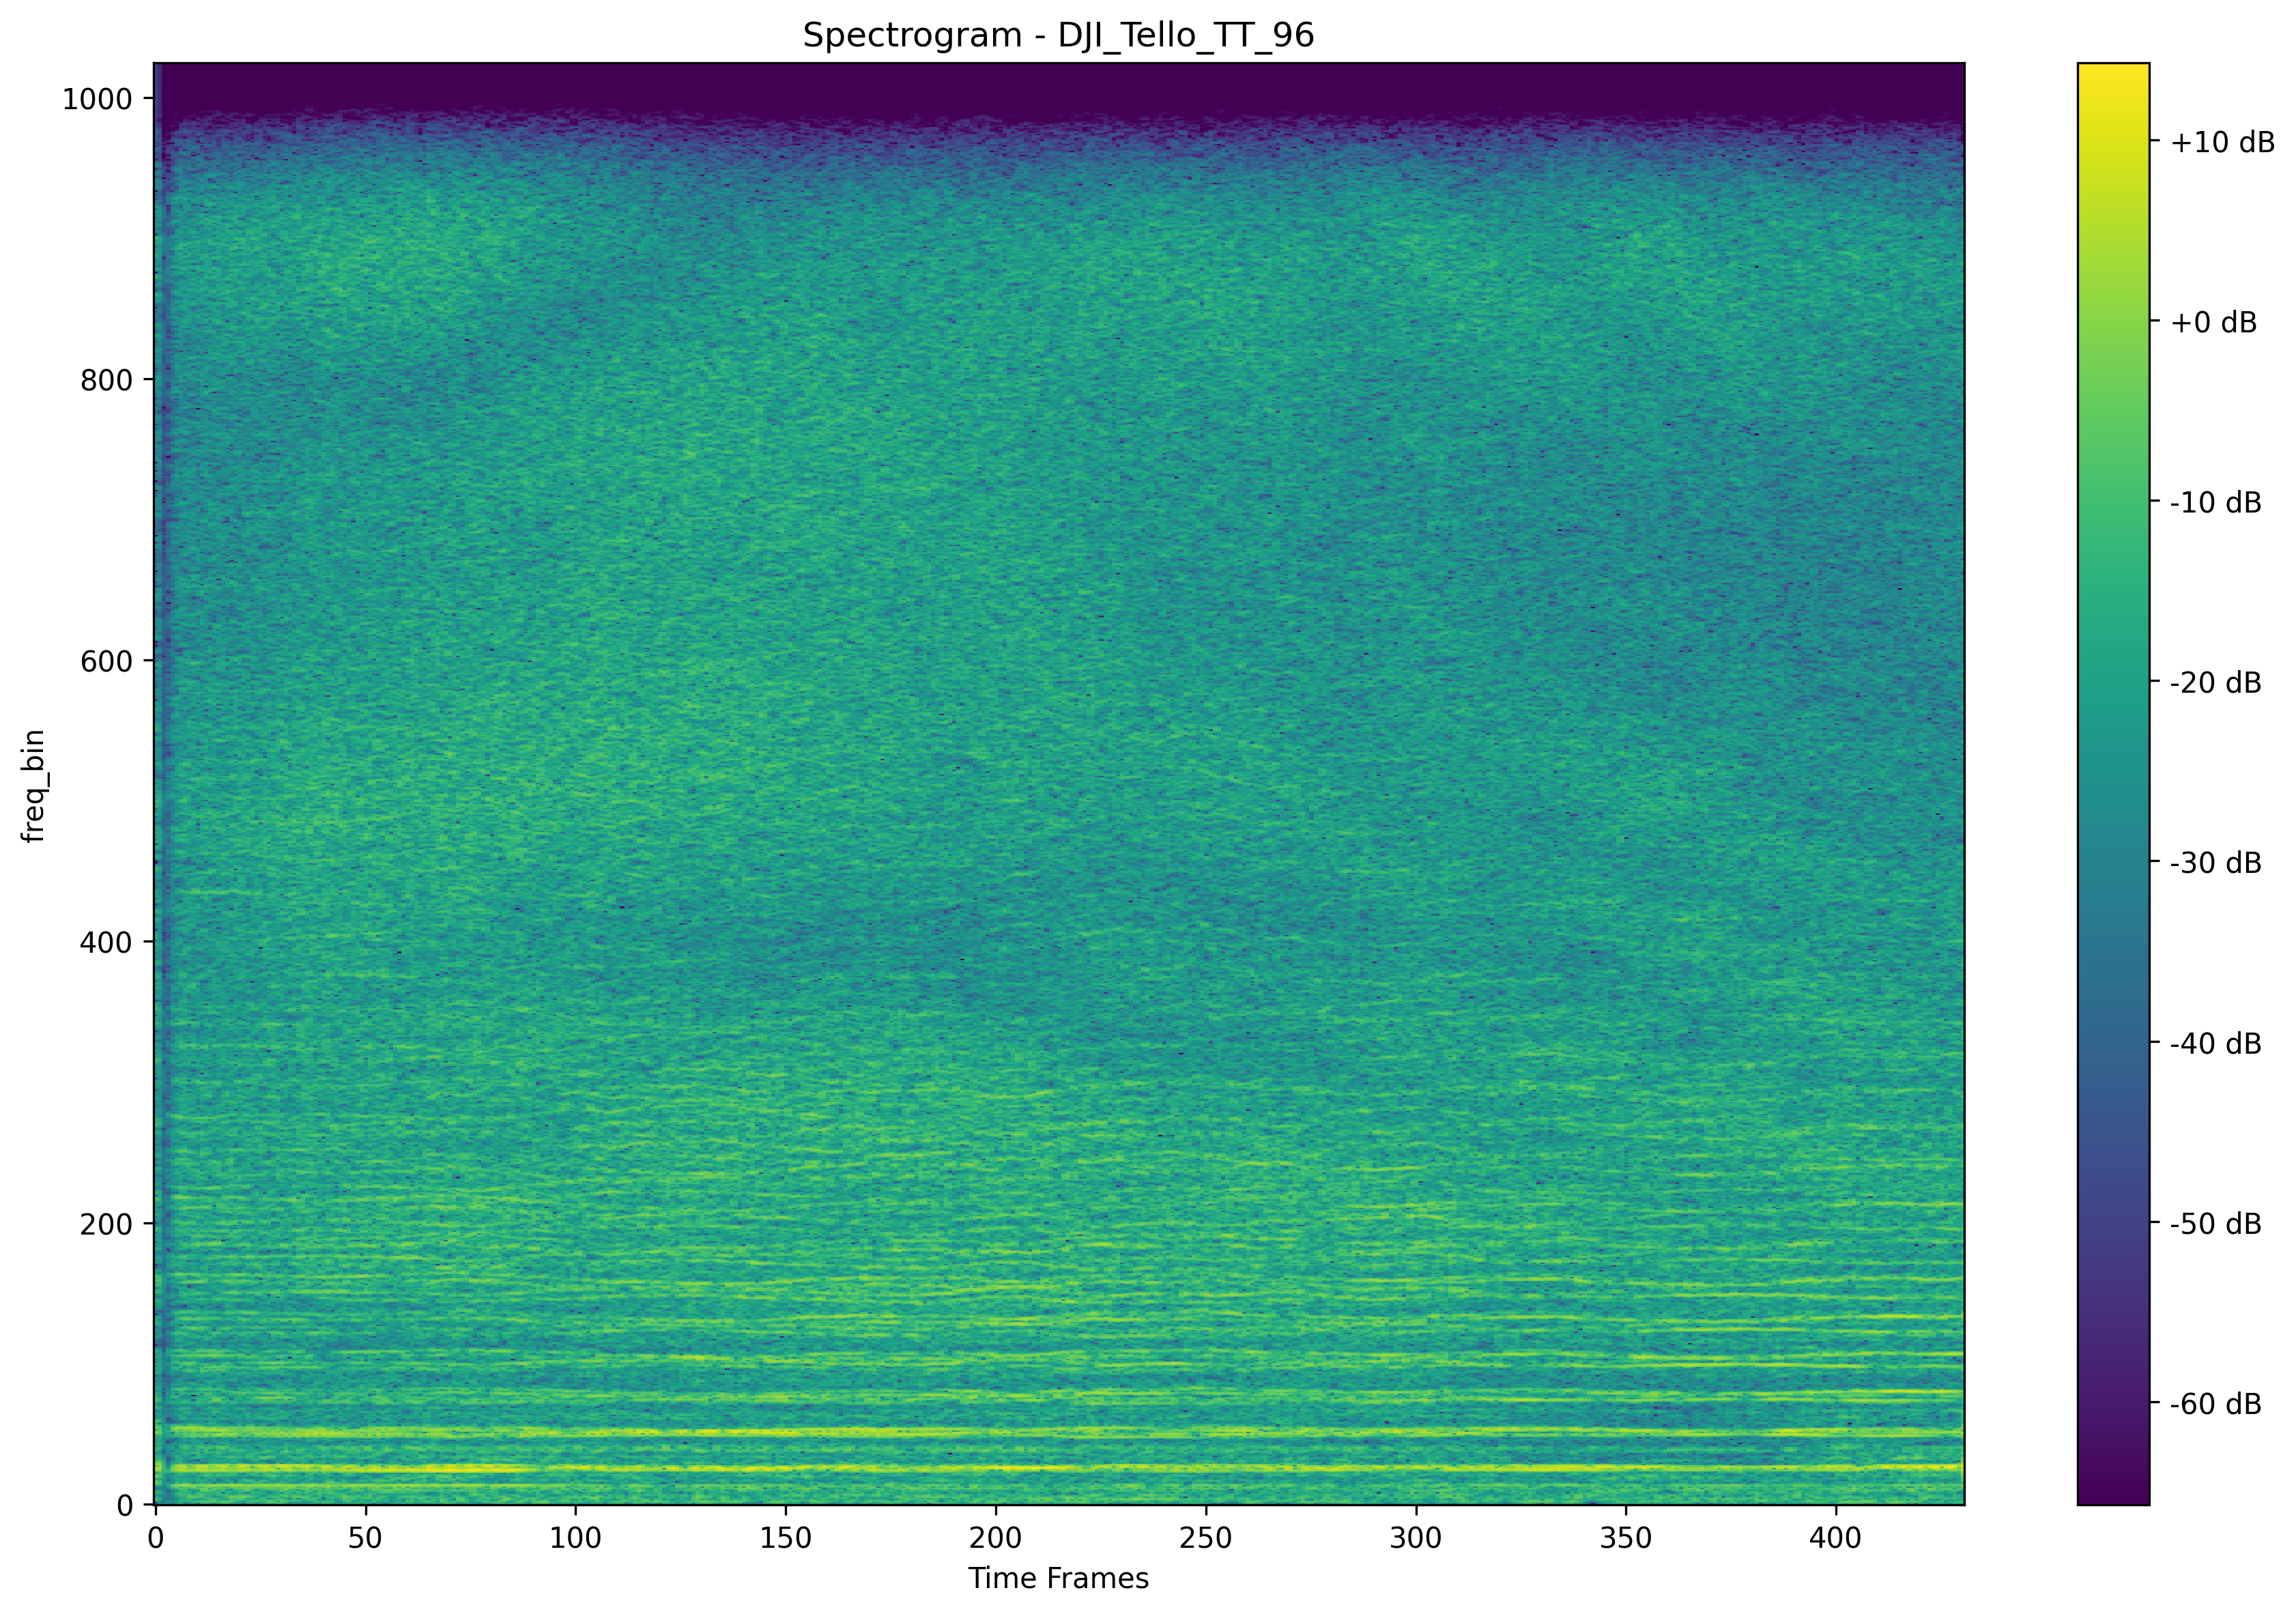 Spectrogram - DJI_Tello_TT_96
1000
800
600
400
200
0
freq_bin
0 50 100 150 200 250 300 350 400
Time Frames
+10 dB
+0 dB
-10 dB
-20 dB
-30 dB
-40 dB
-50 dB
-60 dB